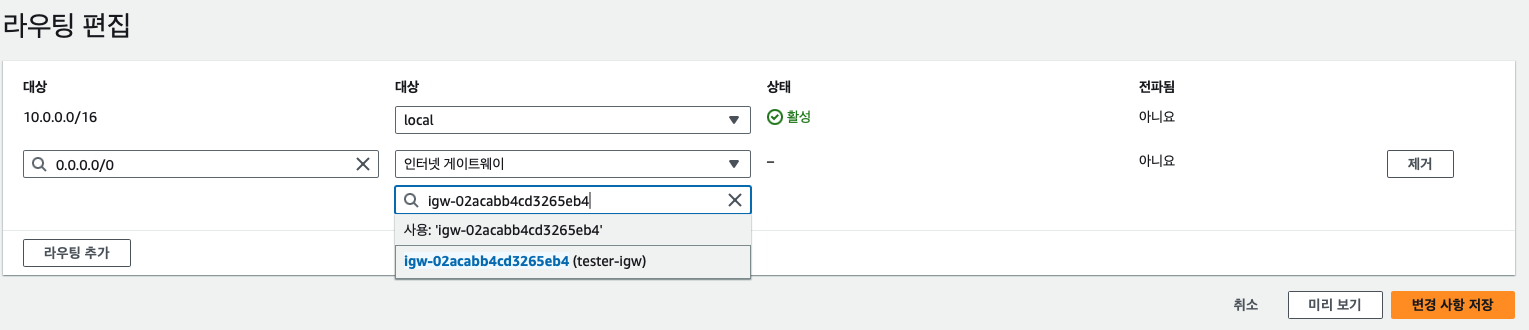 라우팅 편집
대상 대상 상태 전파됨
10.0.0.0/16 local 활성 아니요
0.0.0.0/0 인터넷 게이트웨이 – 아니요 제거
igw-02acabb4cd3265eb4
사용: 'igw-02acabb4cd3265eb4'
라우팅 추가 igw-02acabb4cd3265eb4 (tester-igw)
취소 미리 보기 변경 사항 저장